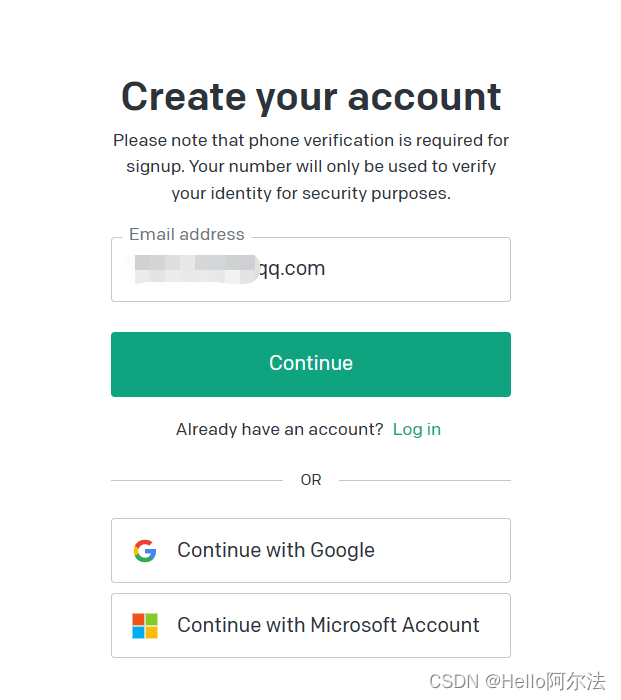 Create your account
Please note that phone verification is required for
signup. Your number will only be used to verify
your identity for security purposes.
Email address
qq.com
Continue
Already have an account? Log in
OR
Continue with Google
Continue with Microsoft Account
CSDN @Hello阿尔法